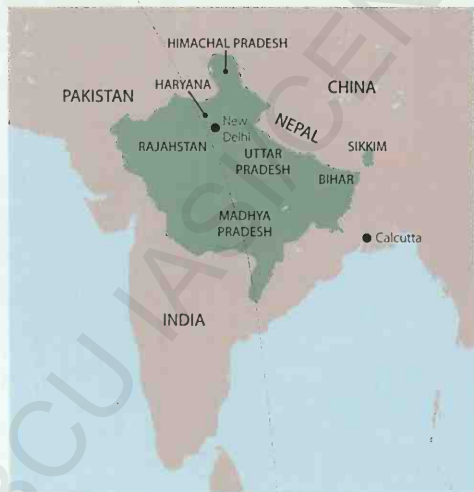 HIMACHAL PRADESH
HARYANA
CHINA
PAKISTAN
New
Delhi
NEPAL
RAJAHSTAN
UTTAR
PRADESH
SIKKIM
BIHAR
MADHYA
PRADESH
Calcutta
INDIA